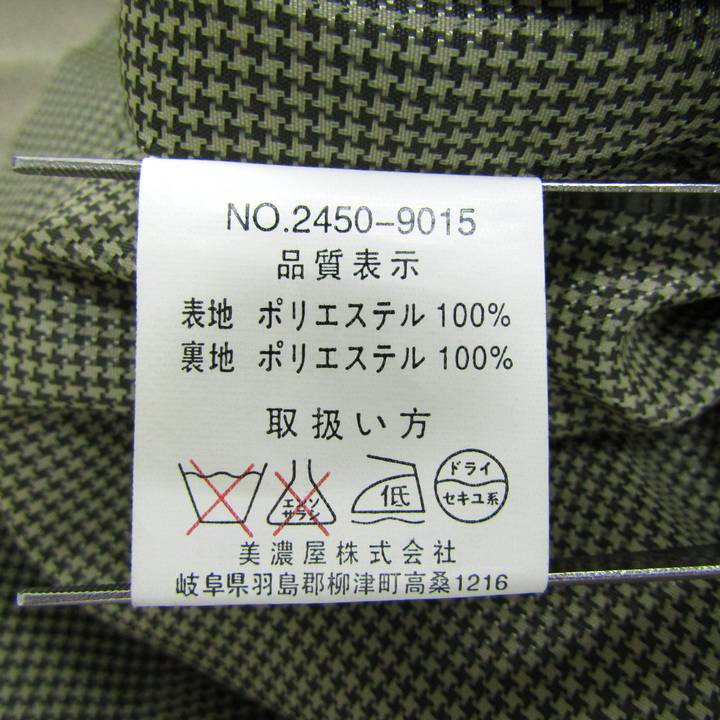 NO.2450-9015
品質表示
表地 ポリエステル 100%
裏地 ポリエステル 100%
取扱い方
エンソ
サラシ
低
ドライ
セキユ系
美濃屋株式会社
岐阜県羽島郡柳津町高桑1216